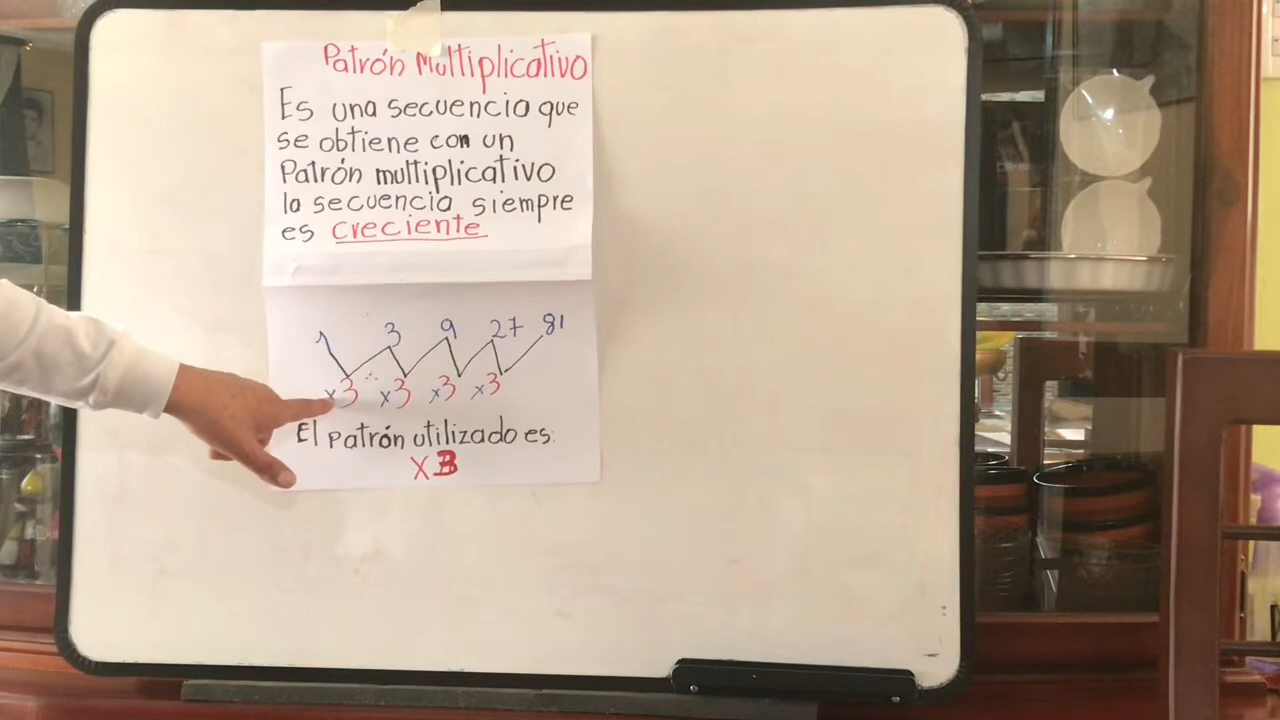 Patrón Multiplicativo
Es una secuencia que
se obtiene con un
Patrón multiplicativo
la secuencia siempre
es creciente
1 3 9 27 81
x3 x3 x3 x3
El patrón utilizado es:
X3